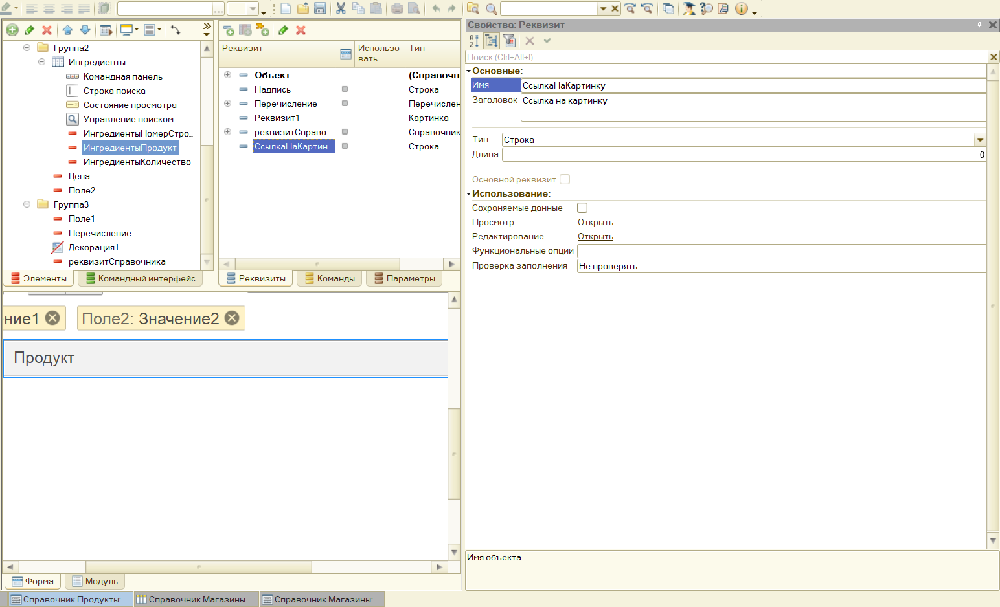 Группа2
Ингредиенты
Командная панель
Строка поиска
Состояние просмотра
Управление поиском
ИнгредиентыНомерСтро...
ИнгредиентыПродукт
ИнгредиентыКоличество
Цена
Поле2
Группа3
Поле1
Перечисление
Декорация1
реквизитСправочника
Элементы
Командный интерфейс
Реквизит
Использо
вать
Тип
Объект
(Справочн
Надпись
Строка
Перечисление
Перечислен
Реквизит1
Картинка
реквизитСправо...
Справочник
СсылкаНаКартин...
Строка
Реквизиты
Команды
Параметры
ение1
Поле2: Значение2
Продукт
Форма
Модуль
Справочник Продукты: ...
Справочник Магазины
Справочник Магазины: ...
Свойства: Реквизит
Поиск (Ctrl+Alt+I)
Основные:
Имя
СсылкаНаКартинку
Заголовок
Ссылка на картинку
Тип
Строка
Длина
0
Основной реквизит
Использование:
Сохраняемые данные
Просмотр
Открыть
Редактирование
Открыть
Функциональные опции
Проверка заполнения
Не проверять
Имя объекта